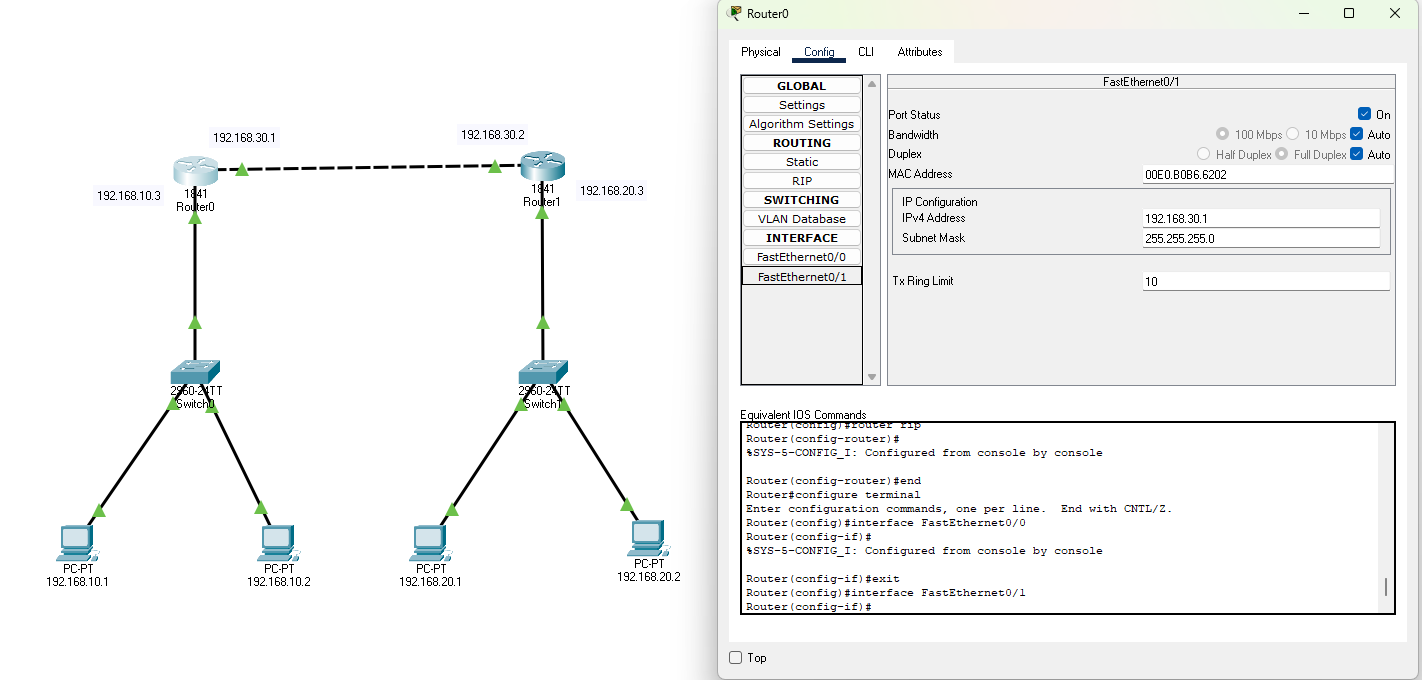 192.168.30.1
192.168.30.2
192.168.10.3
1841
Router0
1841
Router1
192.168.20.3
2960-24TT
Switch0
2960-24TT
Switch1
PC-PT
192.168.10.1
PC-PT
192.168.10.2
PC-PT
192.168.20.1
PC-PT
192.168.20.2
Router0
Physical Config CLI Attributes
GLOBAL
Settings
Algorithm Settings
ROUTING
Static
RIP
SWITCHING
VLAN Database
INTERFACE
FastEthernet0/0
FastEthernet0/1
FastEthernet0/1
Port Status On
Bandwidth 100 Mbps 10 Mbps Auto
Duplex Half Duplex Full Duplex Auto
MAC Address 00E0.B0B6.6202
IP Configuration
IPv4 Address 192.168.30.1
Subnet Mask 255.255.255.0
Tx Ring Limit 10
Equivalent IOS Commands
Router(config)#router rip
Router(config-router)#
%SYS-5-CONFIG_I: Configured from console by console
Router(config-router)#end
Router#configure terminal
Enter configuration commands, one per line. End with CNTL/Z.
Router(config)#interface FastEthernet0/0
Router(config-if)#
%SYS-5-CONFIG_I: Configured from console by console
Router(config-if)#exit
Router(config)#interface FastEthernet0/1
Router(config-if)#
Top